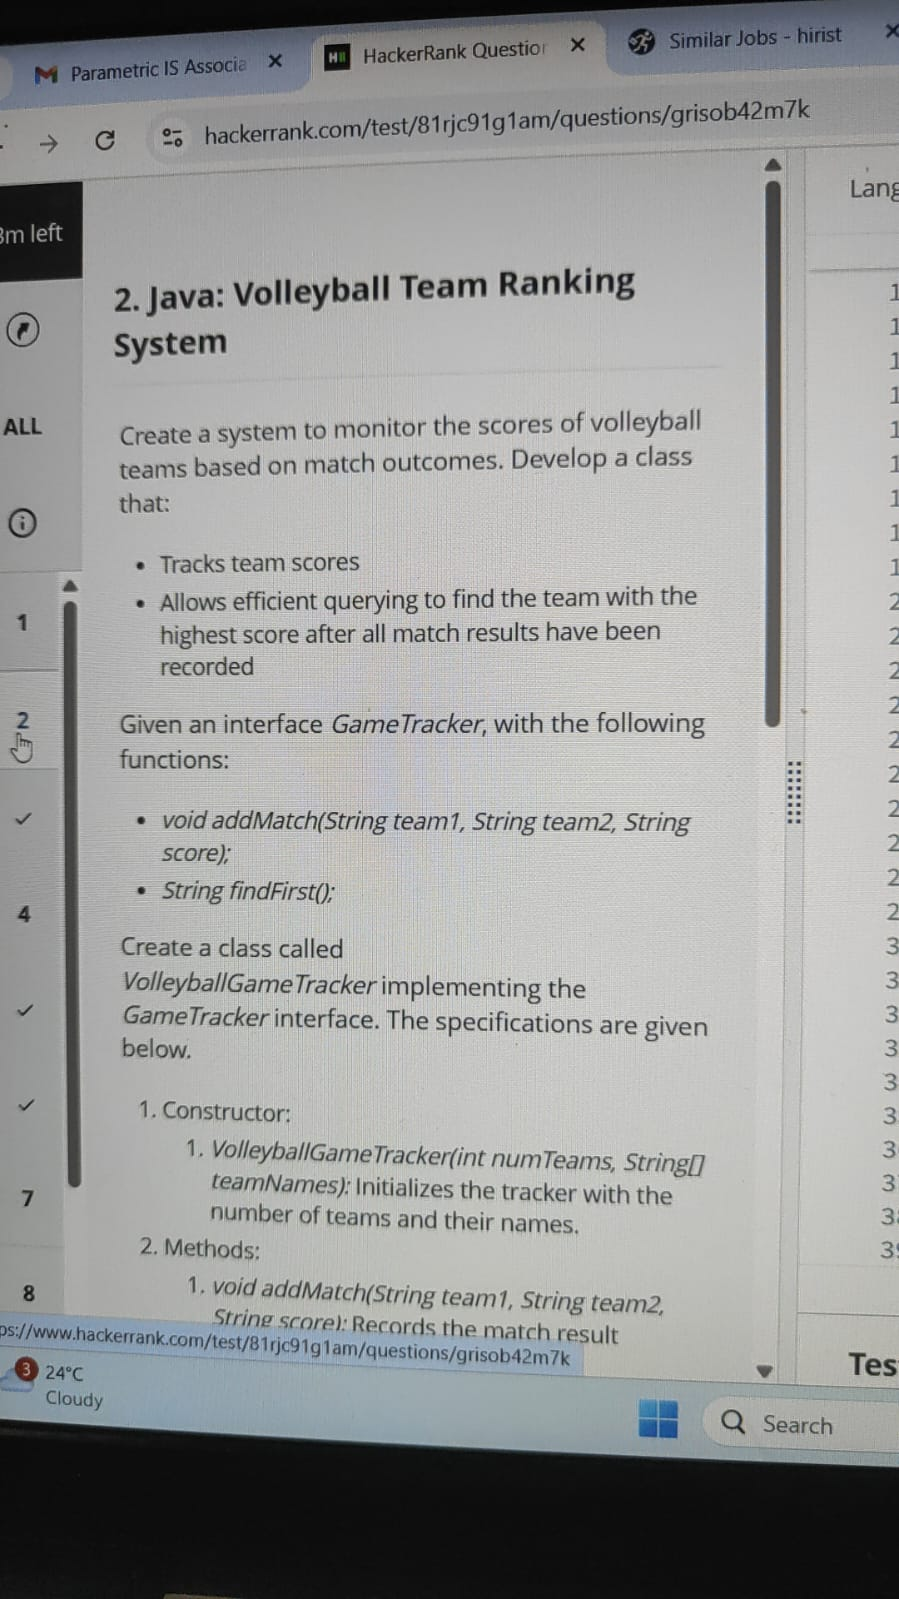 Parametric IS Associa
HackerRank Question
Similar Jobs - hirist
hackerrank.com/test/81rjc91g1am/questions/grisob42m7k
3m left
Lang
ALL
1
2
4
7
8
2. Java: Volleyball Team Ranking
System
Create a system to monitor the scores of volleyball
teams based on match outcomes. Develop a class
that:
• Tracks team scores
• Allows efficient querying to find the team with the
highest score after all match results have been
recorded
Given an interface GameTracker, with the following
functions:
• void addMatch(String team1, String team2, String
score);
• String findFirst();
Create a class called
VolleyballGameTracker implementing the
GameTracker interface. The specifications are given
below.
1. Constructor:
1. VolleyballGameTracker(int numTeams, String[]
teamNames): Initializes the tracker with the
number of teams and their names.
2. Methods:
1. void addMatch(String team1, String team2,
String score): Records the match result
ps://www.hackerrank.com/test/81rjc91g1am/questions/grisob42m7k
Tes
3
24°C
Cloudy
Search